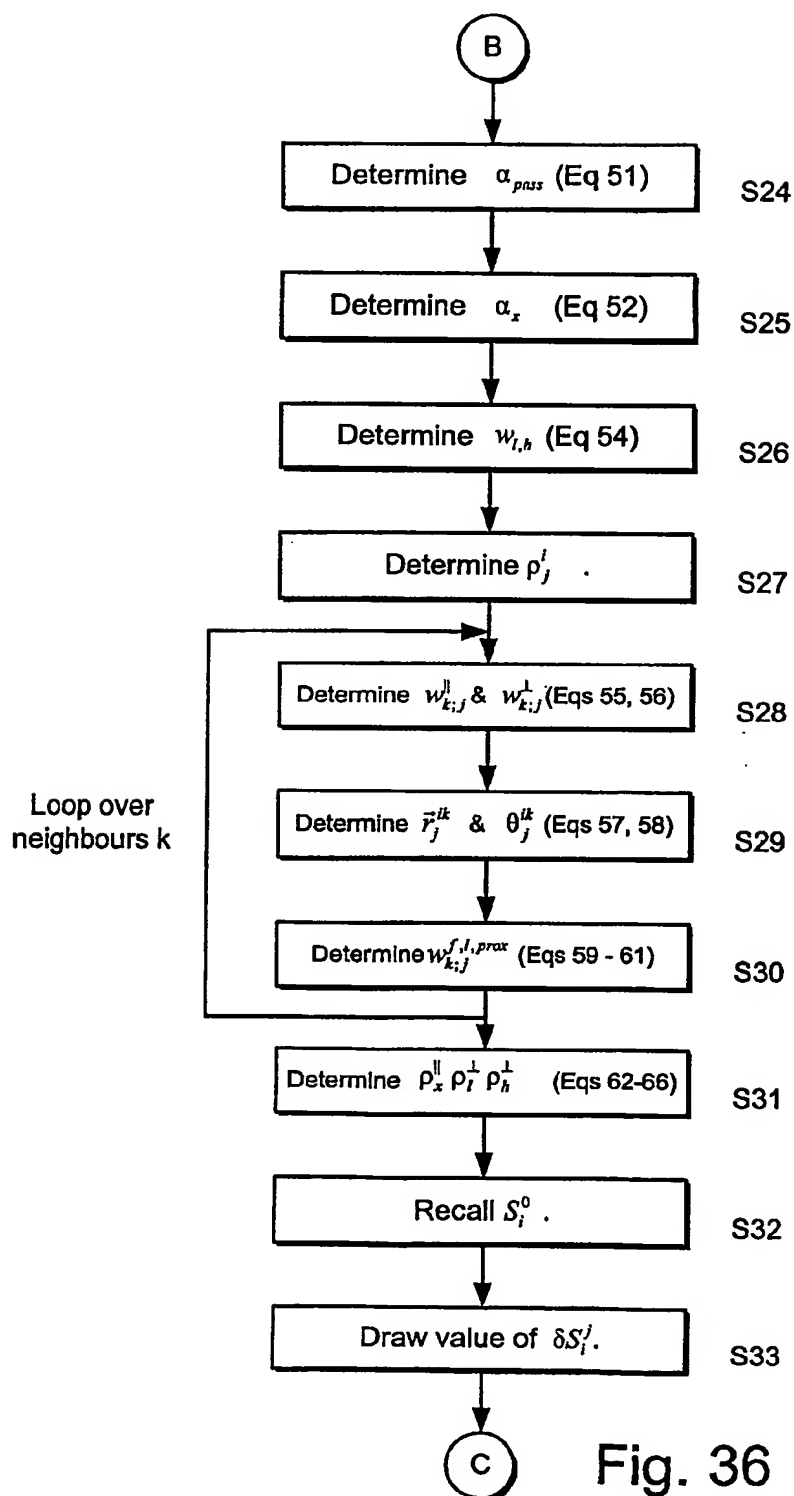 B
Determine α_pass (Eq 51)
S24
Determine α_x (Eq 52)
S25
Determine w_l,h (Eq 54)
S26
Determine ρ_j^i .
S27
Determine w_k;j^∥ & w_k;j^⊥ (Eqs 55, 56)
S28
Loop over
neighbours k
Determine r⃗_j^ik & θ_j^ik (Eqs 57, 58)
S29
Determine w_k;j^f,l,prox (Eqs 59 - 61)
S30
Determine ρ_x^∥ ρ_l^⊥ ρ_h^⊥ (Eqs 62-66)
S31
Recall S_i^0 .
S32
Draw value of δS_i^j.
S33
C
Fig. 36